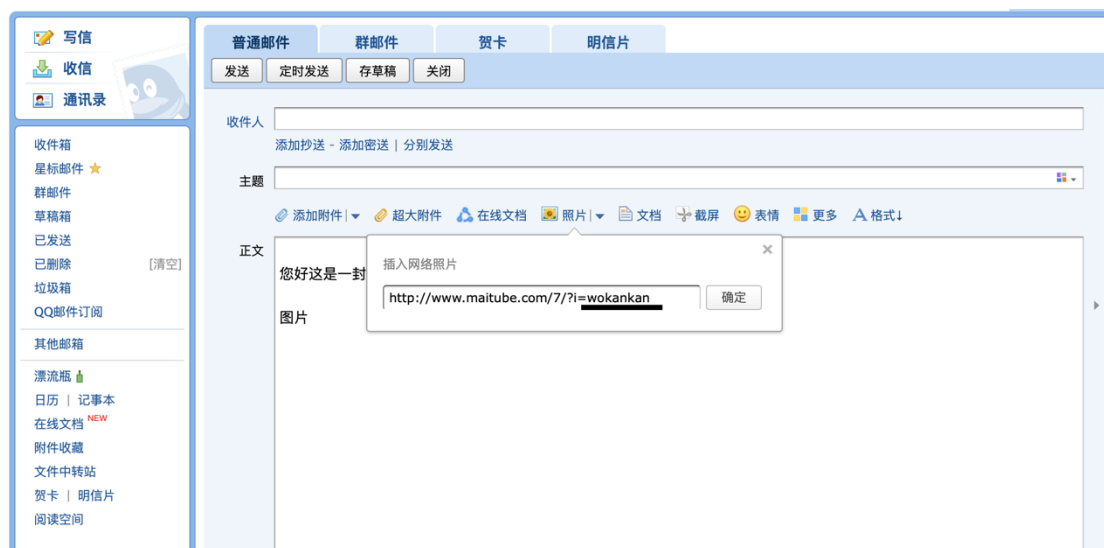 写信
收信
通讯录
收件箱
星标邮件
群邮件
草稿箱
已发送
已删除 [清空]
垃圾箱
QQ邮件订阅
其他邮箱
漂流瓶
日历 | 记事本
在线文档 NEW
附件收藏
文件中转站
贺卡 | 明信片
阅读空间
普通邮件 群邮件 贺卡 明信片
发送 定时发送 存草稿 关闭
收件人
添加抄送 - 添加密送 | 分别发送
主题
添加附件 | 超大附件 在线文档 照片 | 文档 截屏 表情 更多 格式↓
正文
您好这是一封
图片
插入网络照片
http://www.maitube.com/7/?i=wokankan 确定